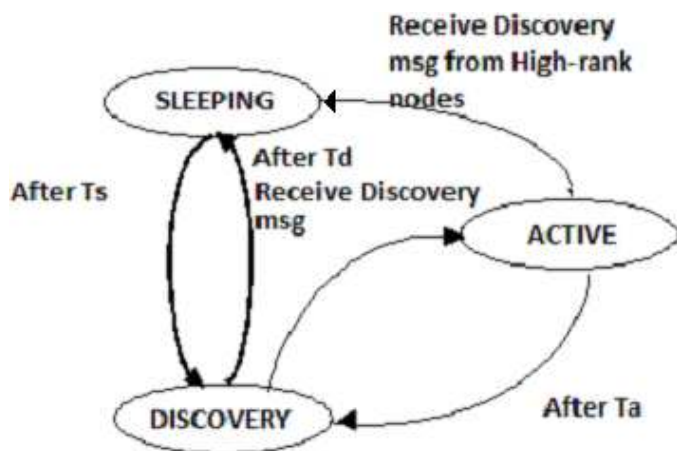 Receive Discovery
msg from High-rank
nodes
SLEEPING
After Td
Receive Discovery
msg
After Ts
ACTIVE
DISCOVERY
After Ta